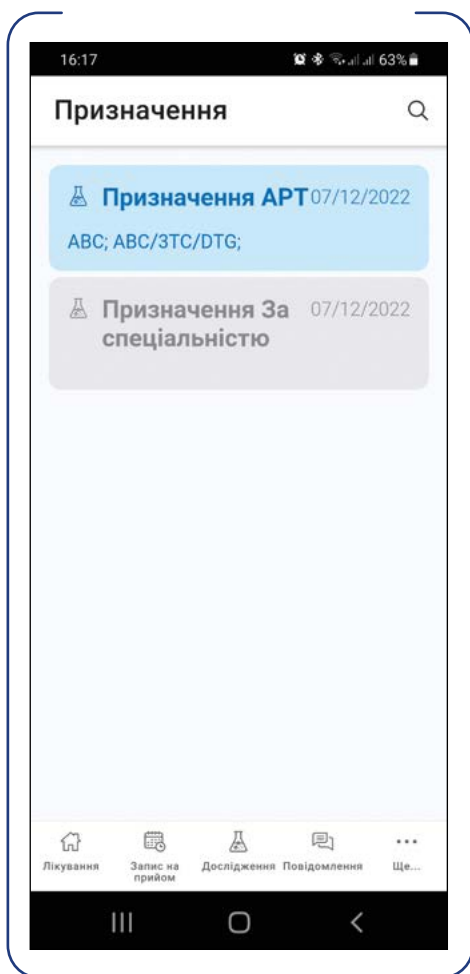 16:17 63%
Призначення
Призначення АРТ 07/12/2022
ABC; ABC/3TC/DTG;
Призначення За 07/12/2022
спеціальністю
Лікування Запис на Дослідження Повідомлення Ще...
прийом